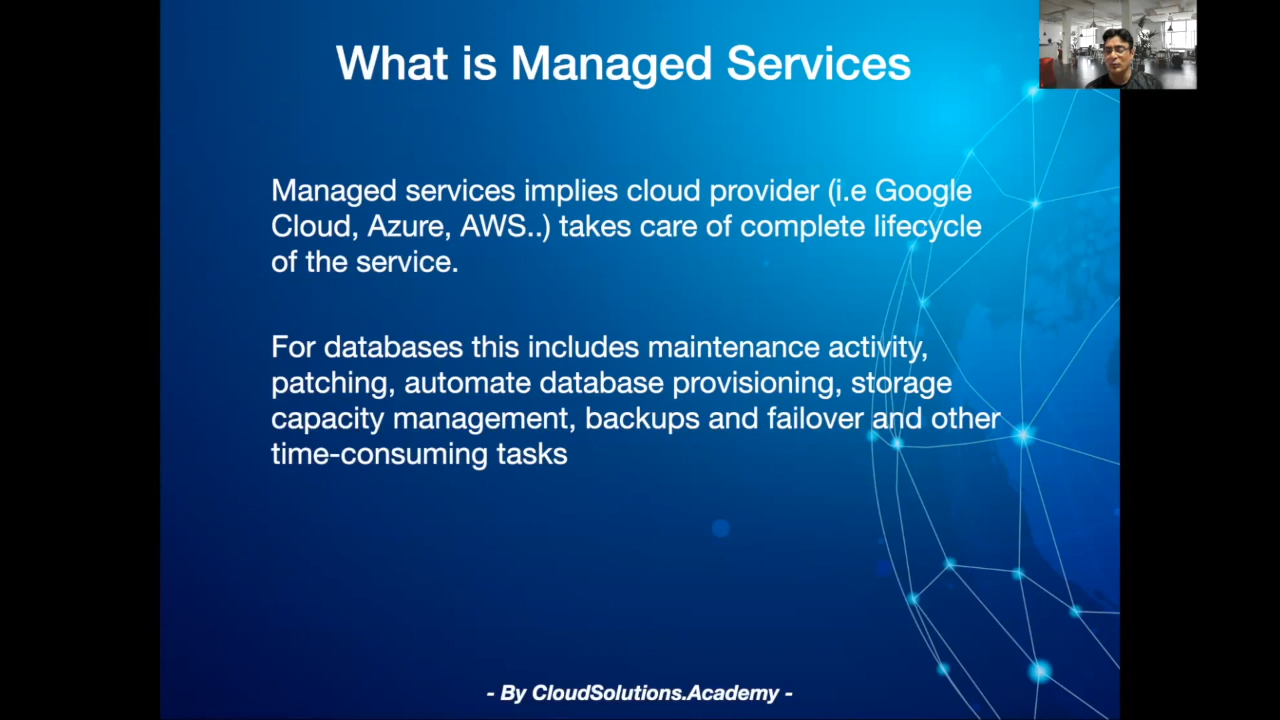 What is Managed Services
Managed services implies cloud provider (i.e Google
Cloud, Azure, AWS..) takes care of complete lifecycle
of the service.
For databases this includes maintenance activity,
patching, automate database provisioning, storage
capacity management, backups and failover and other
time-consuming tasks
- By CloudSolutions.Academy -